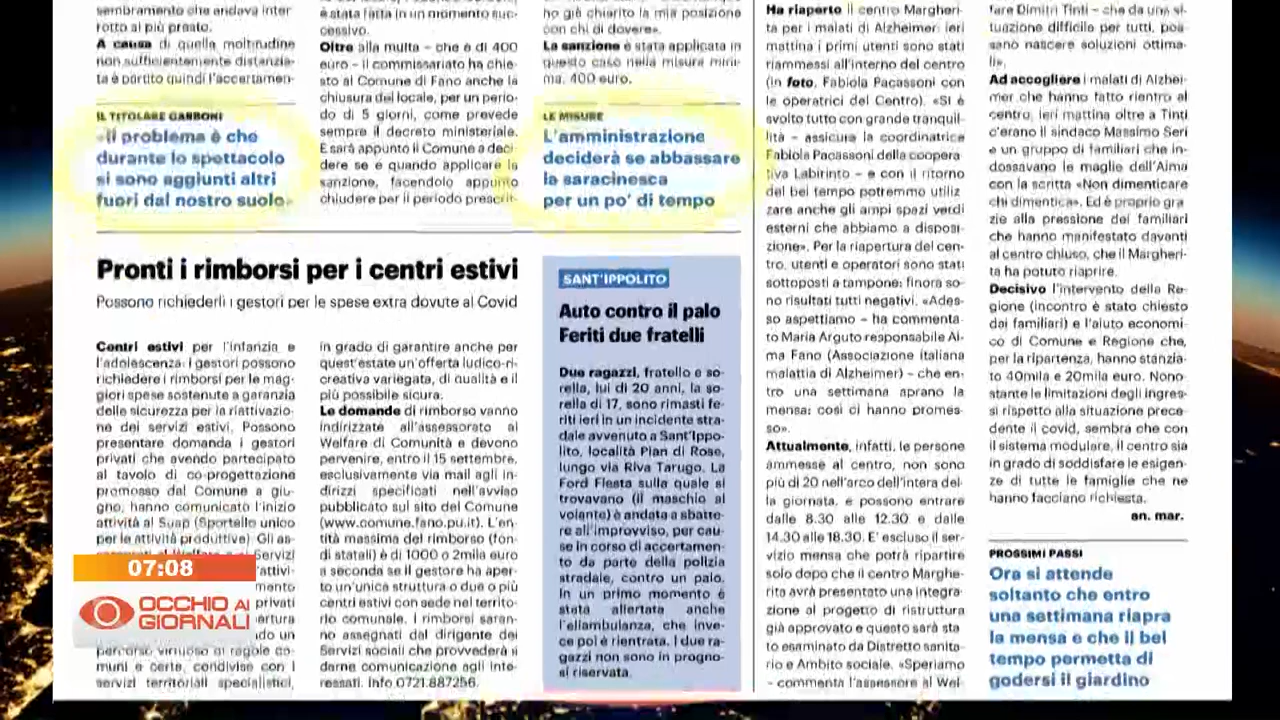 sembramento che andava inter-
rotto al più presto.
A causa di quella moltitudine
non sufficientemente distanzia-
ta è partito quindi l'accertamen-
IL TITOLARE GARBONI
«Il problema è che
durante lo spettacolo
si sono aggiunti altri
fuori dal nostro suolo»
è stata fatta in un momento suc-
cessivo.
Oltre alla multa – che è di 400
euro – il commissariato ha chie-
sto al Comune di Fano anche la
chiusura del locale, per un perio-
do di 5 giorni, come prevede
sempre il decreto ministeriale.
E sarà appunto il Comune a deci-
dere se e quando applicare la
sanzione, facendolo appunto
chiudere per il periodo prescrit-
ho già chiarito la mia posizione
con chi di dovere».
La sanzione è stata applicata in
questo caso nella misura mini-
ma, 400 euro.
LE MISURE
L'amministrazione
deciderà se abbassare
la saracinesca
per un po' di tempo
Pronti i rimborsi per i centri estivi
Possono richiederli i gestori per le spese extra dovute al Covid
Centri estivi per l'infanzia e
l'adolescenza: i gestori possono
richiedere i rimborsi per le mag-
giori spese sostenute a garanzia
delle sicurezza per la riattivazio-
ne dei servizi estivi. Possono
presentare domanda i gestori
privati che avendo partecipato
al tavolo di co-progettazione
promosso dal Comune a giu-
gno, hanno comunicato l'inizio
attività al Suap (Sportello unico
per le attività produttive) Gli as-
Servizi
'attivi-
mento
privati
ertura
do un
percorso virtuoso di regole co-
muni e certe, condivise con i
servizi territoriali specialistici,
in grado di garantire anche per
quest'estate un'offerta ludico-ri-
creativa variegata, di qualità e il
più possibile sicura.
Le domande di rimborso vanno
indirizzate all'assessorato al
Welfare di Comunità e devono
pervenire, entro il 15 settembre,
esclusivamente via mail agli in-
dirizzi specificati nell'avviso
pubblicato sul sito del Comune
(www.comune.fano.pu.it). L'en-
tità massima del rimborso (fon-
di statali) è di 1000 o 2mila euro
a seconda se il gestore ha aper-
to un'unica struttura o due o più
centri estivi con sede nel territo-
rio comunale. I rimborsi saran-
no assegnati dal dirigente dei
Servizi sociali che provvederà a
darne comunicazione agli inte-
ressati. Info 0721.887256.
SANT'IPPOLITO
Auto contro il palo
Feriti due fratelli
Due ragazzi, fratello e so-
rella, lui di 20 anni, la so-
rella di 17, sono rimasti fe-
riti ieri in un incidente stra-
dale avvenuto a Sant'Ippo-
lito, località Pian di Rose,
lungo via Riva Tarugo. La
Ford Fiesta sulla quale si
trovavano (il maschio al
volante) è andata a sbatte-
re all'improvviso, per cau-
se in corso di accertamen-
to da parte della polizia
stradale, contro un palo.
In un primo momento è
stata allertata anche
l'eliambulanza, che inve-
ce poi è rientrata. I due ra-
gazzi non sono in progno-
si riservata.
Ha riaperto il centro Margheri-
ta per i malati di Alzheimer: ieri
mattina i primi utenti sono stati
riammessi all'interno del centro
(in foto, Fabiola Pacassoni con
le operatrici del Centro). «Si è
svolto tutto con grande tranquil-
lità – assicura la coordinatrice
Fabiola Pacassoni della coopera-
tiva Labirinto – e con il ritorno
del bel tempo potremmo utiliz-
zare anche gli ampi spazi verdi
esterni che abbiamo a disposi-
zione». Per la riapertura del cen-
tro, utenti e operatori sono stati
sottoposti a tampone: finora so-
no risultati tutti negativi. «Ades-
so aspettiamo – ha commenta-
to Maria Arguto responsabile Al-
ma Fano (Associazione italiana
malattia di Alzheimer) – che en-
tro una settimana aprano la
mensa: così ci hanno promes-
so».
Attualmente, infatti, le persone
ammesse al centro, non sono
più di 20 nell'arco dell'intera del-
la giornata, e possono entrare
dalle 8.30 alle 12.30 e dalle
14.30 alle 18.30. E' escluso il ser-
vizio mensa che potrà ripartire
solo dopo che il centro Marghe-
rita avrà presentato una integra-
zione al progetto di ristruttura
già approvato e questo sarà sta-
to esaminato da Distretto sanita-
rio e Ambito sociale. «Speriamo
– commenta l'assessore al Wel-
fare Dimitri Tinti – che da una si-
tuazione difficile per tutti, pos-
sano nascere soluzioni ottima-
li».
Ad accogliere i malati di Alzhei-
mer che hanno fatto rientro al
centro, ieri mattina oltre a Tinti
c'erano il sindaco Massimo Seri
e un gruppo di familiari che in-
dossavano le maglie dell'Alma
con la scritta «Non dimenticare
chi dimentica». Ed è proprio gra-
zie alla pressione dei familiari
che hanno manifestato davanti
al centro chiuso, che il Margheri-
ta ha potuto riaprire.
Decisivo l'intervento della Re-
gione (incontro è stato chiesto
dai familiari) e l'aiuto economi-
co di Comune e Regione che,
per la ripartenza, hanno stanzia-
to 40mila e 20mila euro. Nono-
stante le limitazioni degli ingres-
si rispetto alla situazione prece-
dente il covid, sembra che con
il sistema modulare, il centro sia
in grado di soddisfare le esigen-
ze di tutte le famiglie che ne
hanno facciano richiesta.
an. mar.
PROSSIMI PASSI
Ora si attende
soltanto che entro
una settimana riapra
la mensa e che il bel
tempo permetta di
godersi il giardino
07:08
OCCHIO AI
GIORNALI